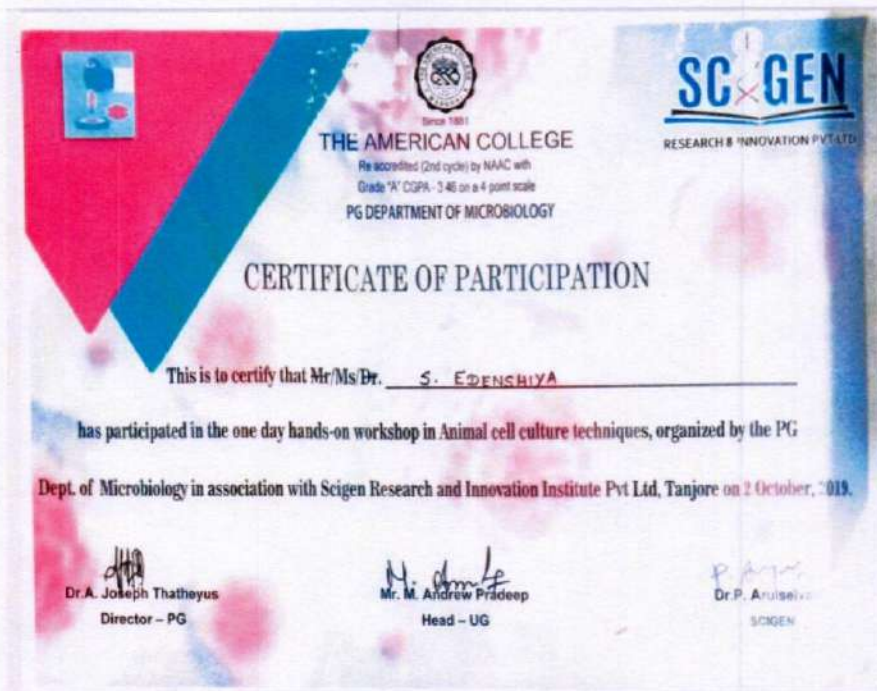 Since 1881
THE AMERICAN COLLEGE
Re accredited (2nd cycle) by NAAC with
Grade "A" CGPA - 3.46 on a 4 point scale
PG DEPARTMENT OF MICROBIOLOGY
SCIGEN
RESEARCH & INNOVATION PVT LTD
CERTIFICATE OF PARTICIPATION
This is to certify that Mr/Ms/Dr. S. EDENSHIYA
has participated in the one day hands-on workshop in Animal cell culture techniques, organized by the PG
Dept. of Microbiology in association with Scigen Research and Innovation Institute Pvt Ltd, Tanjore on 2 October, 2019.
Dr.A. Joseph Thatheyus
Director – PG
Mr. M. Andrew Pradeep
Head – UG
Dr.P.
SCIGEN